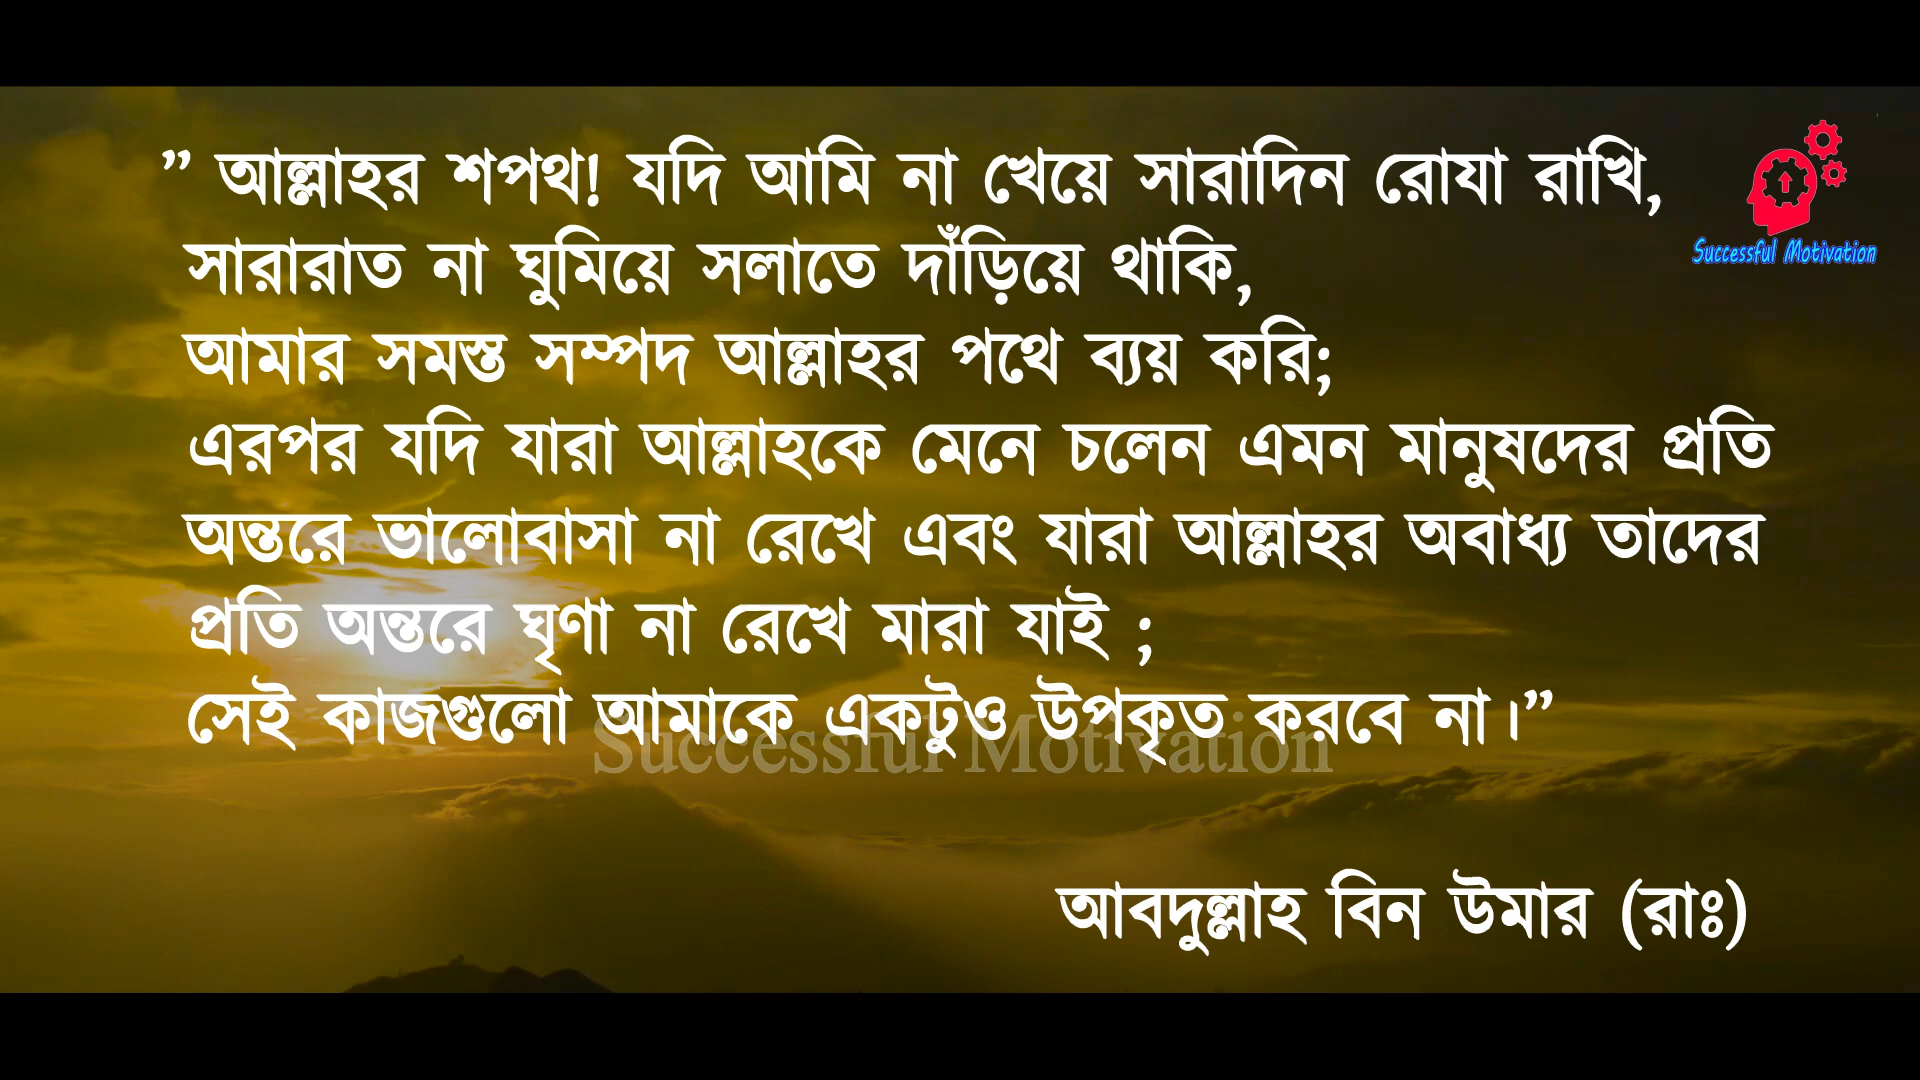 ” আল্লাহর শপথ! যদি আমি না খেয়ে সারাদিন রোযা রাখি,
সারারাত না ঘুমিয়ে সলাতে দাঁড়িয়ে থাকি,
আমার সমস্ত সম্পদ আল্লাহর পথে ব্যয় করি;
এরপর যদি যারা আল্লাহকে মেনে চলেন এমন মানুষদের প্রতি
অন্তরে ভালোবাসা না রেখে এবং যারা আল্লাহর অবাধ্য তাদের
প্রতি অন্তরে ঘৃণা না রেখে মারা যাই ;
সেই কাজগুলো আমাকে একটুও উপকৃত করবে না।”
আবদুল্লাহ বিন উমার (রাঃ)
Successful Motivation
Successful Motivation